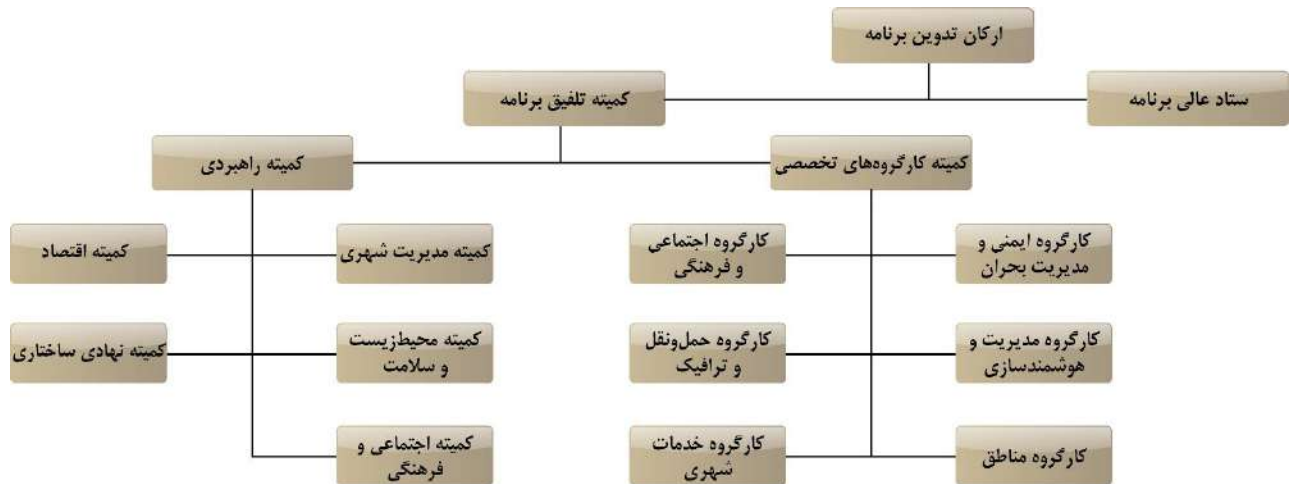 ارکان تدوین برنامه
ستاد عالی برنامه
کمیته تلفیق برنامه
کمیته کارگروه‌های تخصصی
کمیته راهبردی
کارگروه ایمنی و
مدیریت بحران
کارگروه اجتماعی
و فرهنگی
کمیته مدیریت شهری
کمیته اقتصاد
کارگروه مدیریت و
هوشمندسازی
کارگروه حمل‌ونقل
و ترافیک
کمیته محیط‌زیست
و سلامت
کمیته نهادی ساختاری
کارگروه مناطق
کارگروه خدمات
شهری
کمیته اجتماعی و
فرهنگی